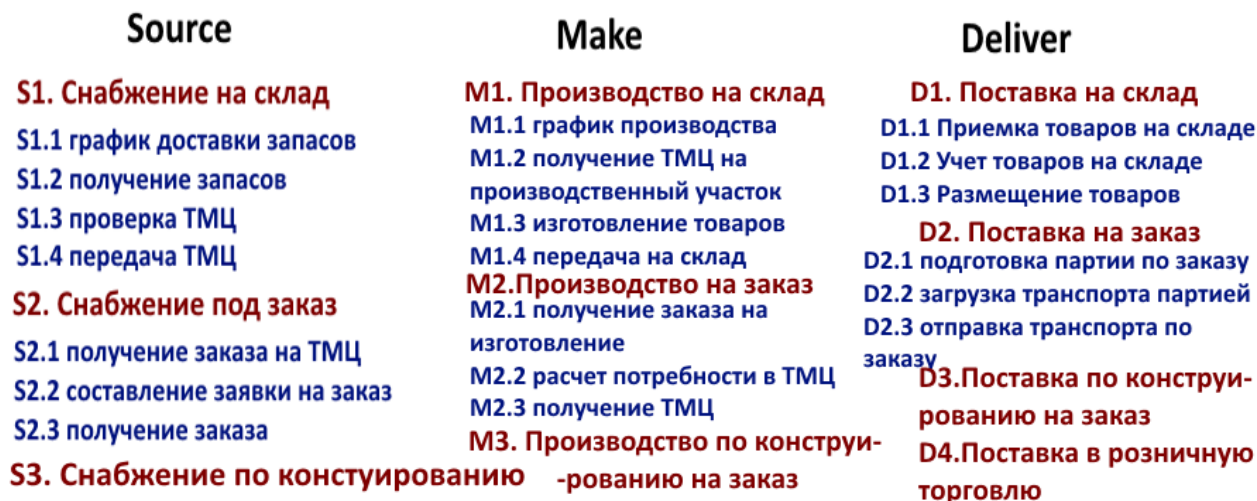 Source
S1. Снабжение на склад
S1.1 график доставки запасов
S1.2 получение запасов
S1.3 проверка ТМЦ
S1.4 передача ТМЦ
S2. Снабжение под заказ
S2.1 получение заказа на ТМЦ
S2.2 составление заявки на заказ
S2.3 получение заказа
S3. Снабжение по констуированию
Make
M1. Производство на склад
M1.1 график производства
M1.2 получение ТМЦ на
производственный участок
M1.3 изготовление товаров
M1.4 передача на склад
M2.Производство на заказ
M2.1 получение заказа на
изготовление
M2.2 расчет потребности в ТМЦ
M2.3 получение ТМЦ
M3. Производство по конструи-
-рованию на заказ
Deliver
D1. Поставка на склад
D1.1 Приемка товаров на складе
D1.2 Учет товаров на складе
D1.3 Размещение товаров
D2. Поставка на заказ
D2.1 подготовка партии по заказу
D2.2 загрузка транспорта партией
D2.3 отправка транспорта по
заказу
D3.Поставка по конструи-
рованию на заказ
D4.Поставка в розничную
торговлю